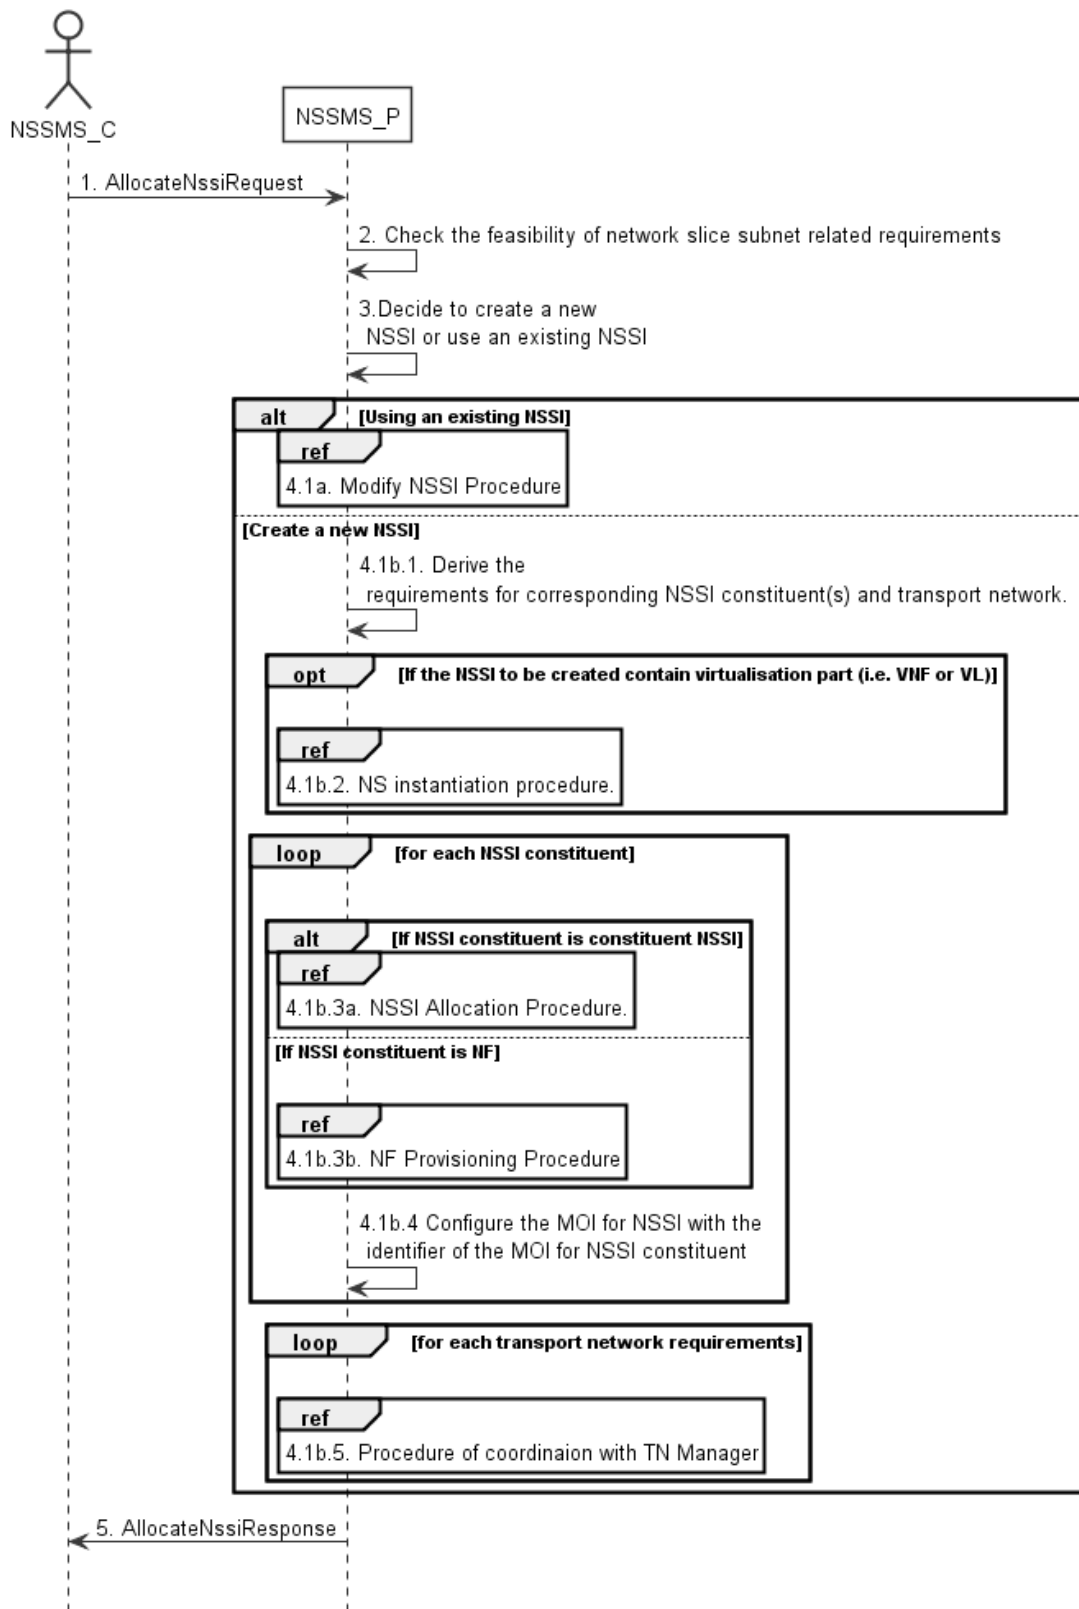 NSSMS_C
NSSMS_P
1. AllocateNssiRequest
2. Check the feasibility of network slice subnet related requirements
3.Decide to create a new
NSSI or use an existing NSSI
alt
[Using an existing NSSI]
ref
4.1a. Modify NSSI Procedure
[Create a new NSSI]
4.1b.1. Derive the
requirements for corresponding NSSI constituent(s) and transport network.
opt
[If the NSSI to be created contain virtualisation part (i.e. VNF or VL)]
ref
4.1b.2. NS instantiation procedure.
loop
[for each NSSI constituent]
alt
[If NSSI constituent is constituent NSSI]
ref
4.1b.3a. NSSI Allocation Procedure.
[If NSSI constituent is NF]
ref
4.1b.3b. NF Provisioning Procedure
4.1b.4 Configure the MOI for NSSI with the
identifier of the MOI for NSSI constituent
loop
[for each transport network requirements]
ref
4.1b.5. Procedure of coordinaion with TN Manager
5. AllocateNssiResponse